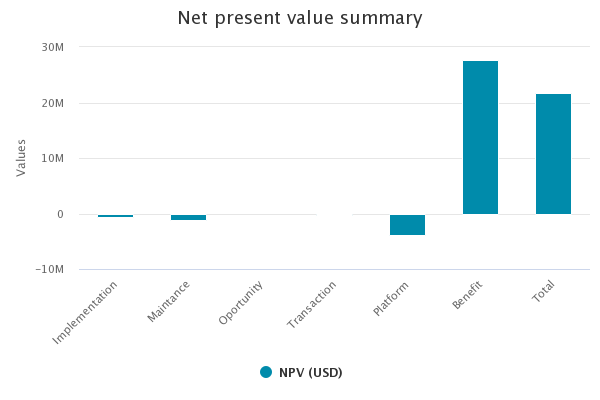 Net present value summary
30M
20M
10M
0
−10M
Values
Implementation
Maintance
Oportunity
Transaction
Platform
Benefit
Total
NPV (USD)